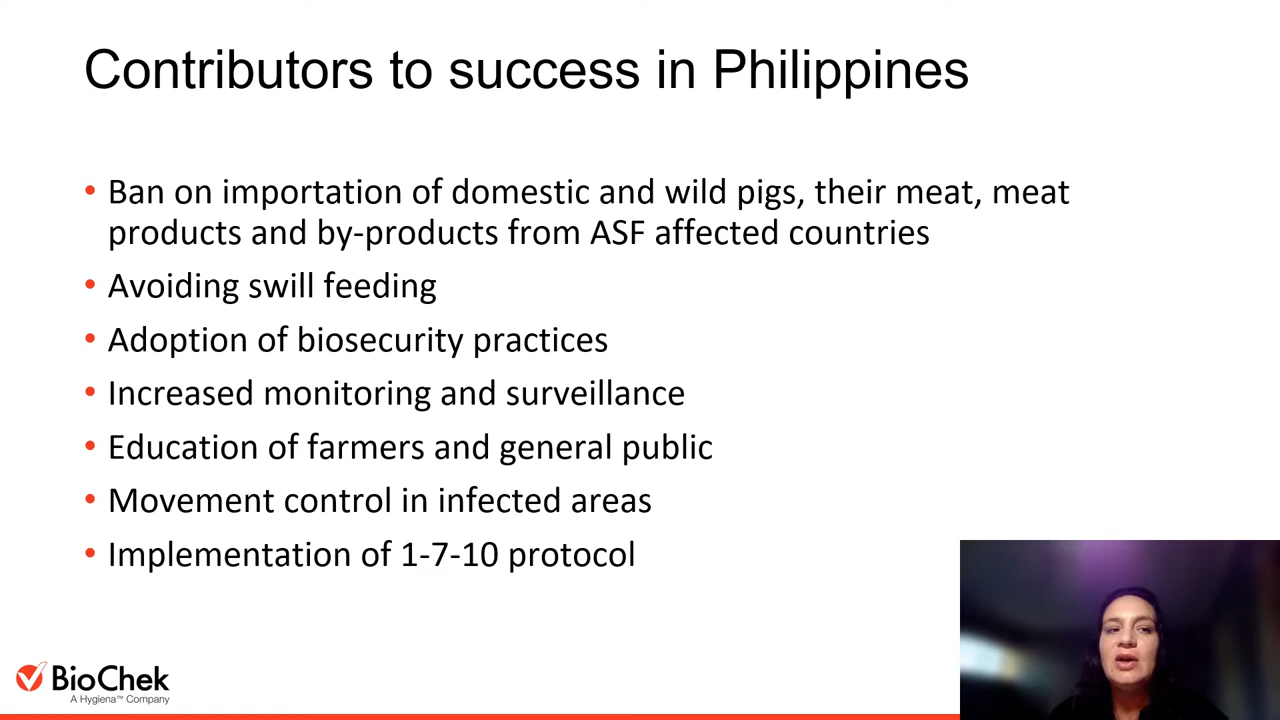 Contributors to success in Philippines
• Ban on importation of domestic and wild pigs, their meat, meat
products and by-products from ASF affected countries
• Avoiding swill feeding
• Adoption of biosecurity practices
• Increased monitoring and surveillance
• Education of farmers and general public
• Movement control in infected areas
• Implementation of 1-7-10 protocol
BioChek
A Hygiena™ Company